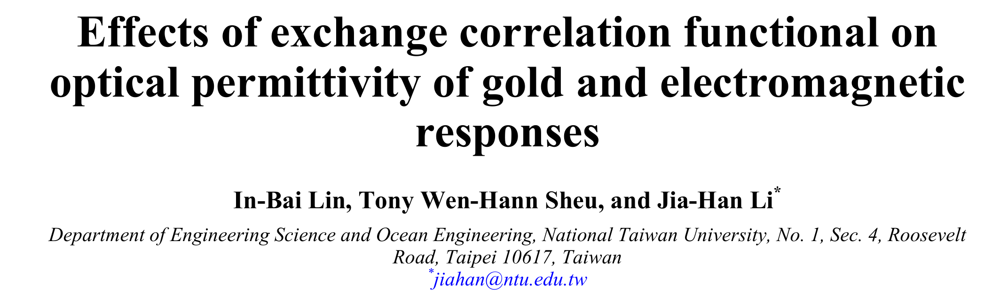 Effects of exchange correlation functional on
optical permittivity of gold and electromagnetic
responses
In-Bai Lin, Tony Wen-Hann Sheu, and Jia-Han Li*
Department of Engineering Science and Ocean Engineering, National Taiwan University, No. 1, Sec. 4, Roosevelt
Road, Taipei 10617, Taiwan
*jiahan@ntu.edu.tw